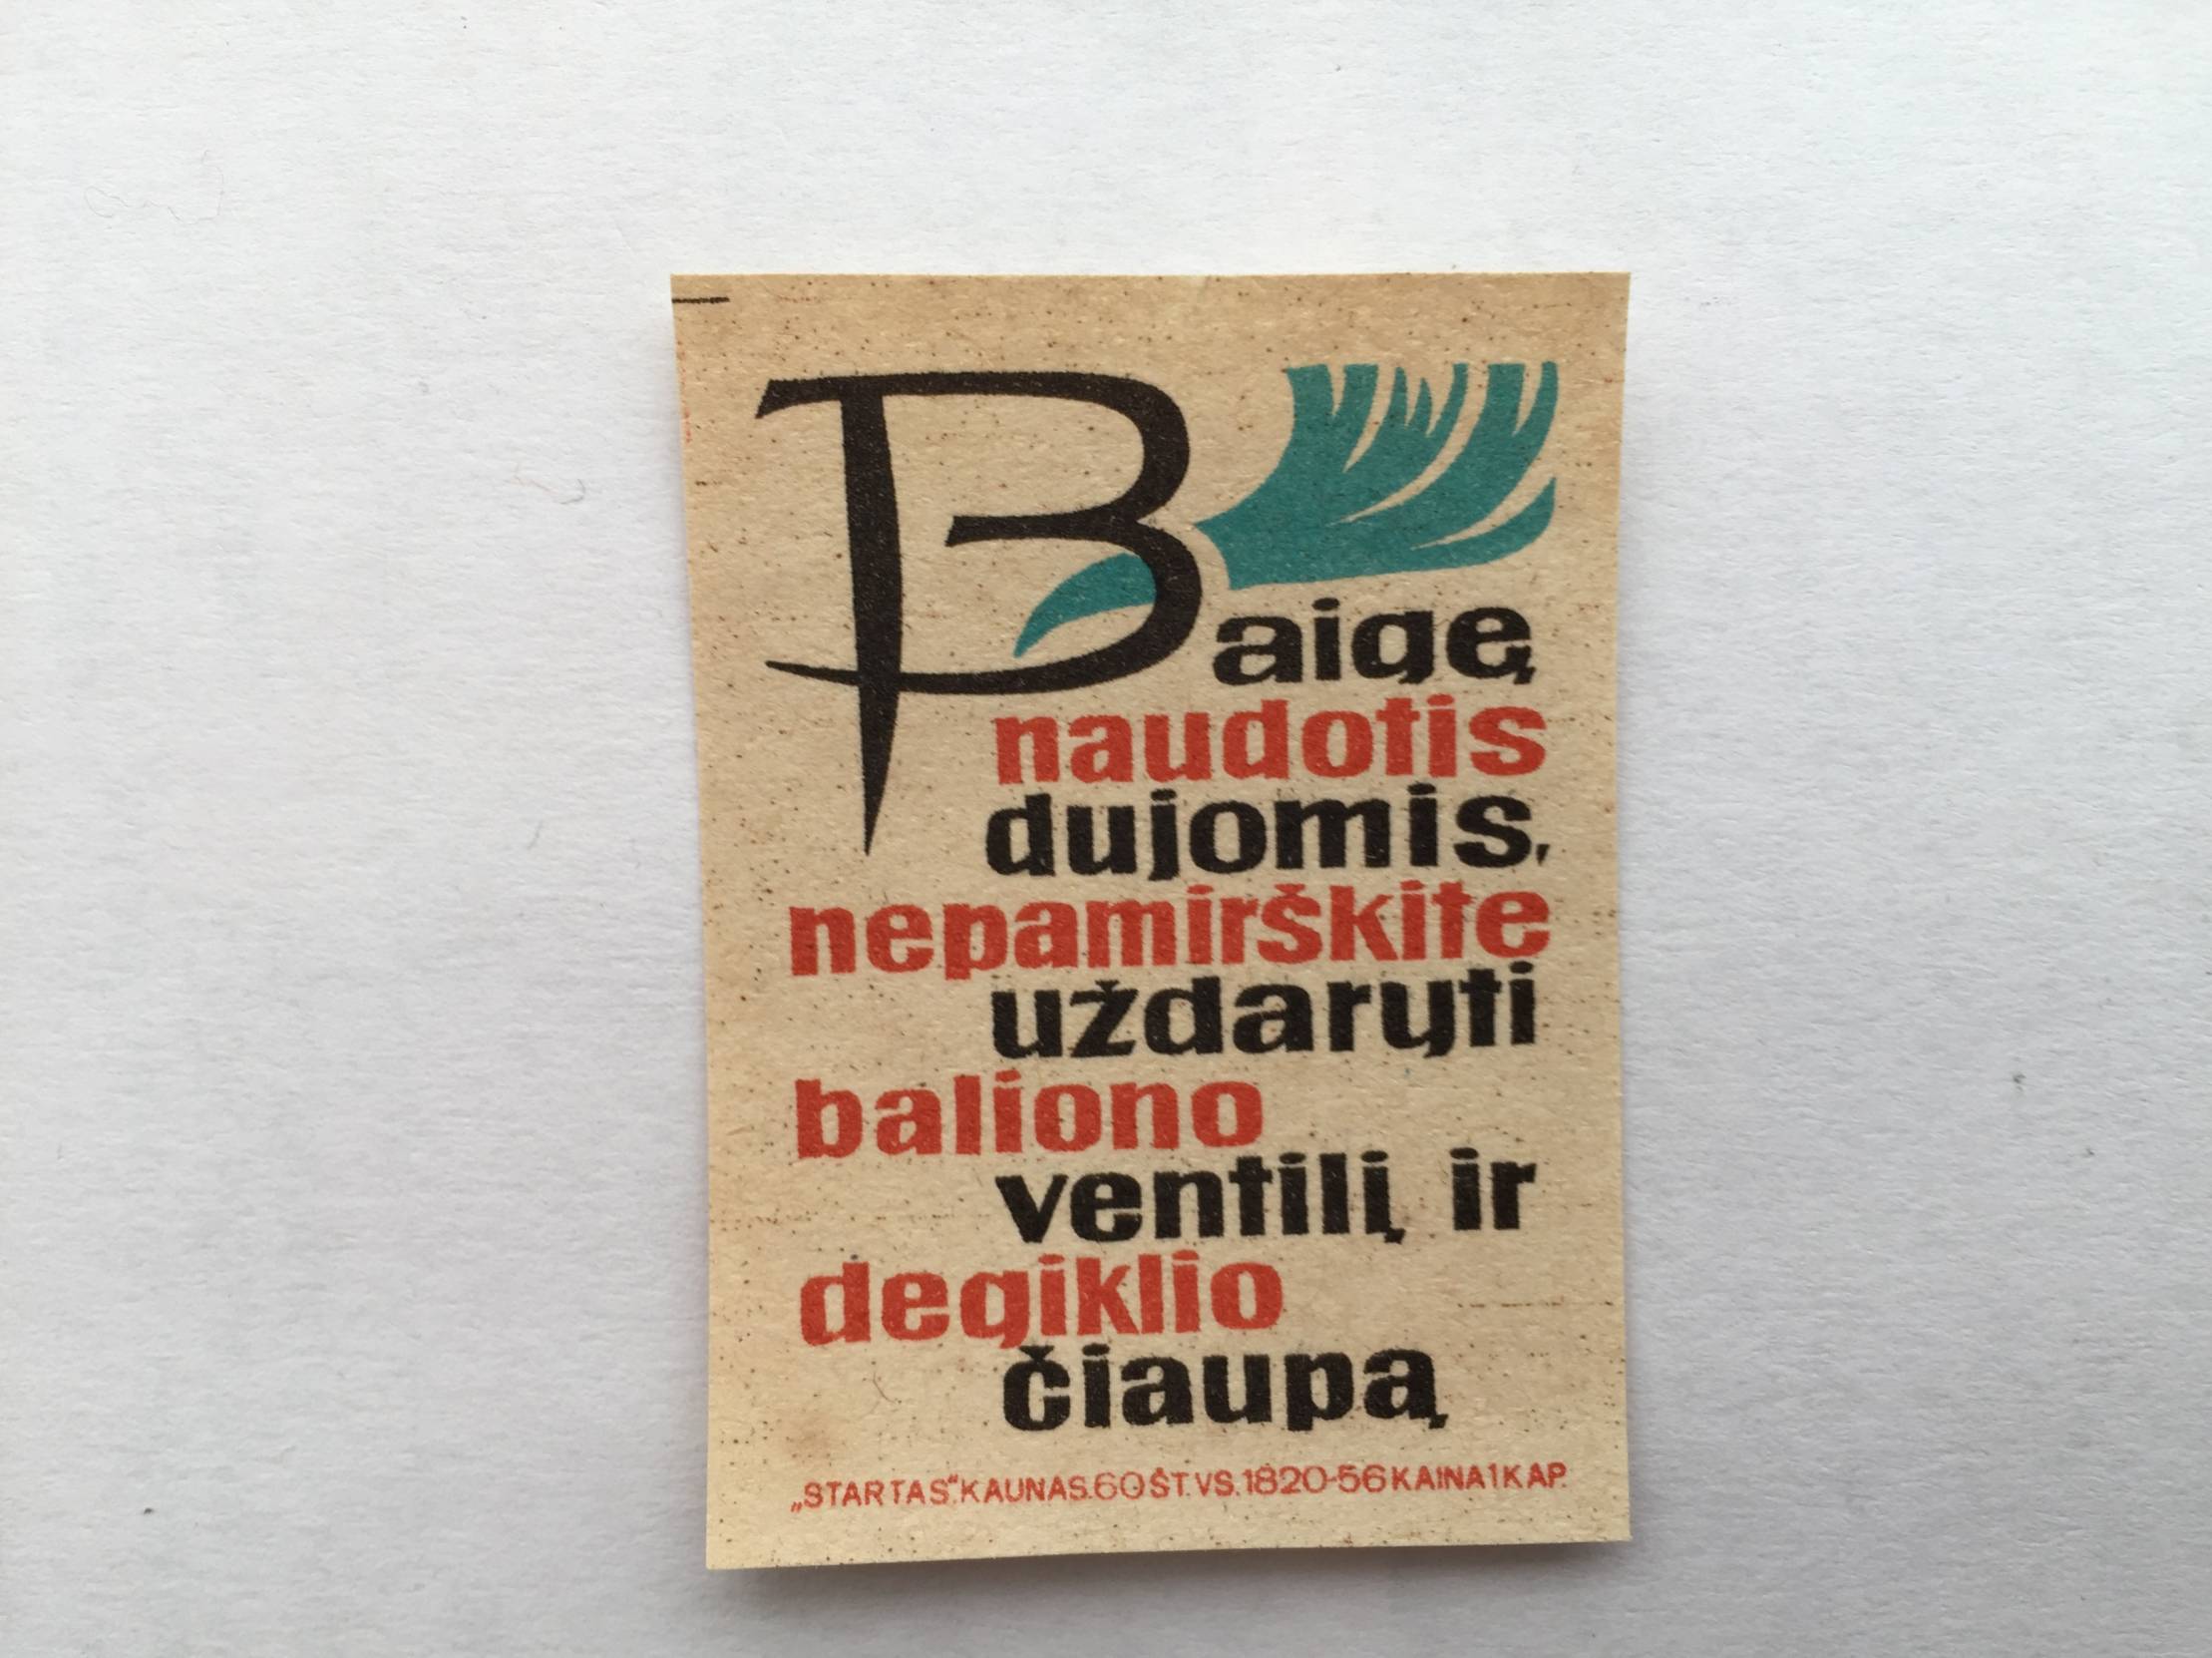 Baigę
naudotis
dujomis,
nepamirškite
uždaryti
baliono
ventilį ir
degiklio
čiaupą
„STARTAS“. KAUNAS. 60 ŠT. VS. 1820-56 KAINA 1 KAP.